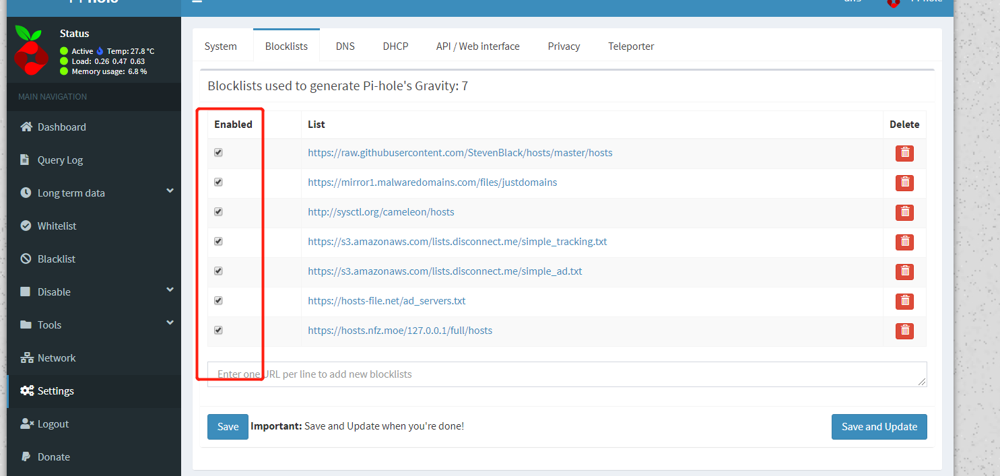 Status
Active Temp: 27.8 °C
Load: 0.26 0.47 0.63
Memory usage: 6.8 %
MAIN NAVIGATION
Dashboard
Query Log
Long term data
Whitelist
Blacklist
Disable
Tools
Network
Settings
Logout
Donate
System Blocklists DNS DHCP API / Web interface Privacy Teleporter
Blocklists used to generate Pi-hole's Gravity: 7
Enabled List Delete
https://raw.githubusercontent.com/StevenBlack/hosts/master/hosts
https://mirror1.malwaredomains.com/files/justdomains
http://sysctl.org/cameleon/hosts
https://s3.amazonaws.com/lists.disconnect.me/simple_tracking.txt
https://s3.amazonaws.com/lists.disconnect.me/simple_ad.txt
https://hosts-file.net/ad_servers.txt
https://hosts.nfz.moe/127.0.0.1/full/hosts
Enter one URL per line to add new blocklists
Save Important: Save and Update when you're done! Save and Update